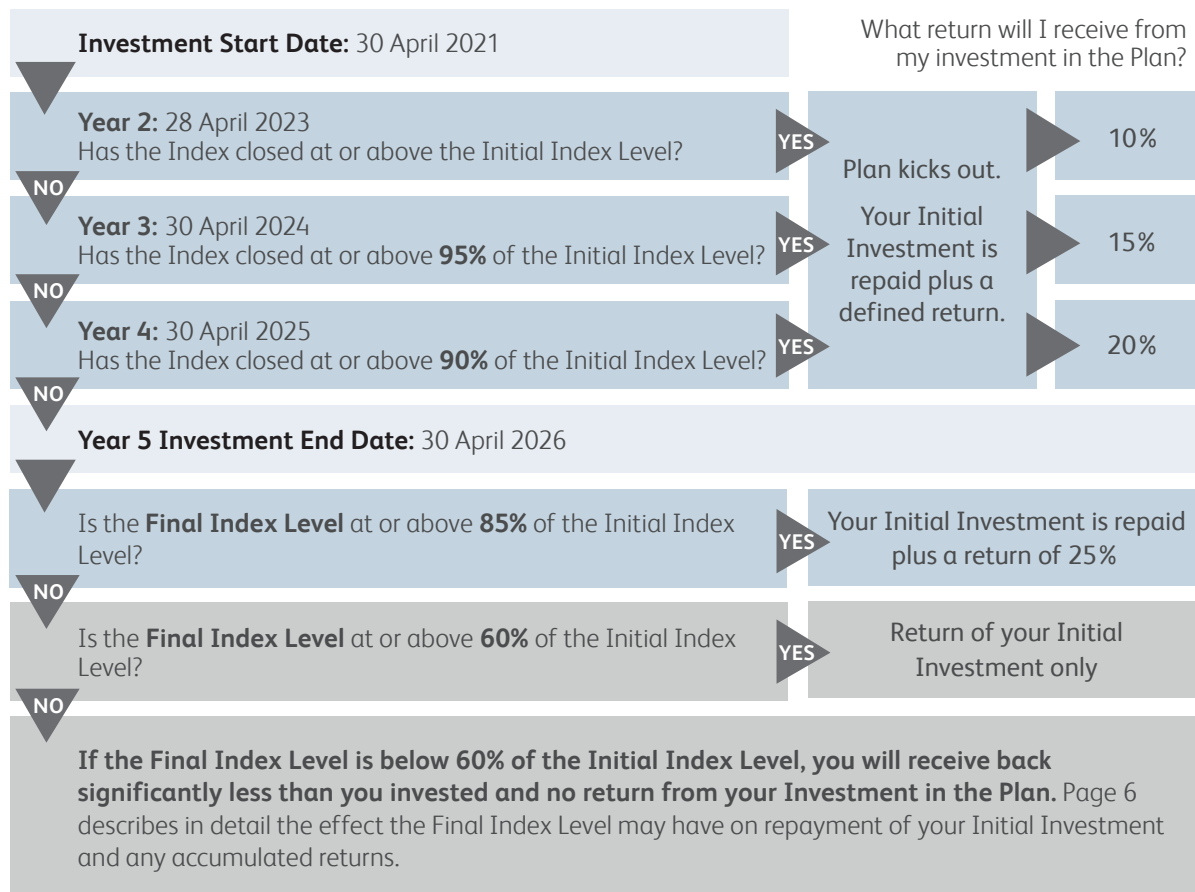 Investment Start Date: 30 April 2021
What return will I receive from
my investment in the Plan?
Year 2: 28 April 2023
Has the Index closed at or above the Initial Index Level?
YES
NO
Year 3: 30 April 2024
Has the Index closed at or above 95% of the Initial Index Level?
YES
NO
Year 4: 30 April 2025
Has the Index closed at or above 90% of the Initial Index Level?
YES
NO
Plan kicks out.
Your Initial
Investment is
repaid plus a
defined return.
10%
15%
20%
Year 5 Investment End Date: 30 April 2026
Is the Final Index Level at or above 85% of the Initial Index
Level?
YES
Your Initial Investment is repaid
plus a return of 25%
NO
Is the Final Index Level at or above 60% of the Initial Index
Level?
YES
Return of your Initial
Investment only
NO
If the Final Index Level is below 60% of the Initial Index Level, you will receive back
significantly less than you invested and no return from your Investment in the Plan. Page 6
describes in detail the effect the Final Index Level may have on repayment of your Initial Investment
and any accumulated returns.